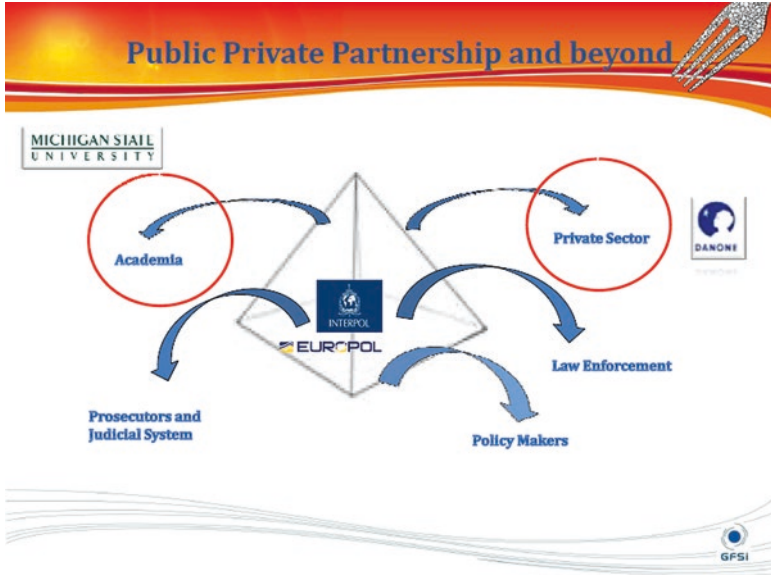 Public Private Partnership and beyond
MICHIGAN STATE
UNIVERSITY
Academia
Private Sector
DANONE
INTERPOL
EUROPOL
Law Enforcement
Prosecutors and
Judicial System
Policy Makers
GFSI